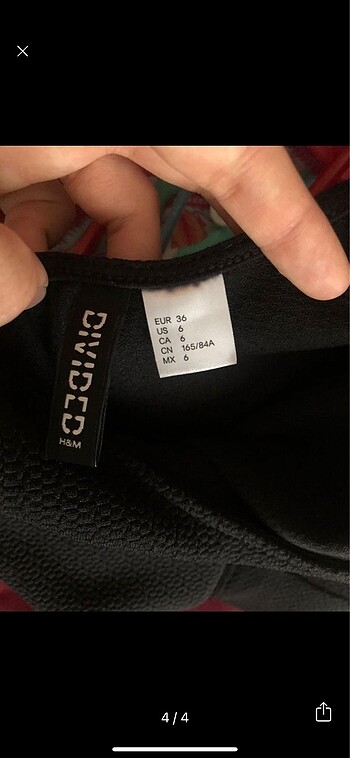 DIVIDED
H&M
EUR 36
US 6
CA 6
CN 165/84A
MX 6
4/4